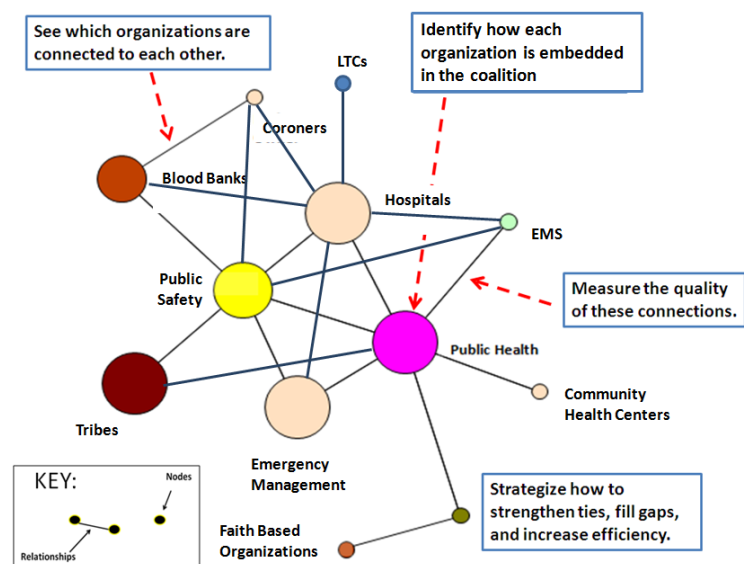 See which organizations are
connected to each other.
Identify how each
organization is embedded
in the coalition
LTCs
Coroners
Blood Banks
Hospitals
EMS
Public
Safety
Measure the quality
of these connections.
Public Health
Community
Health Centers
Tribes
Emergency
Management
KEY:
Nodes
Relationships
Strategize how to
strengthen ties, fill gaps,
and increase efficiency.
Faith Based
Organizations